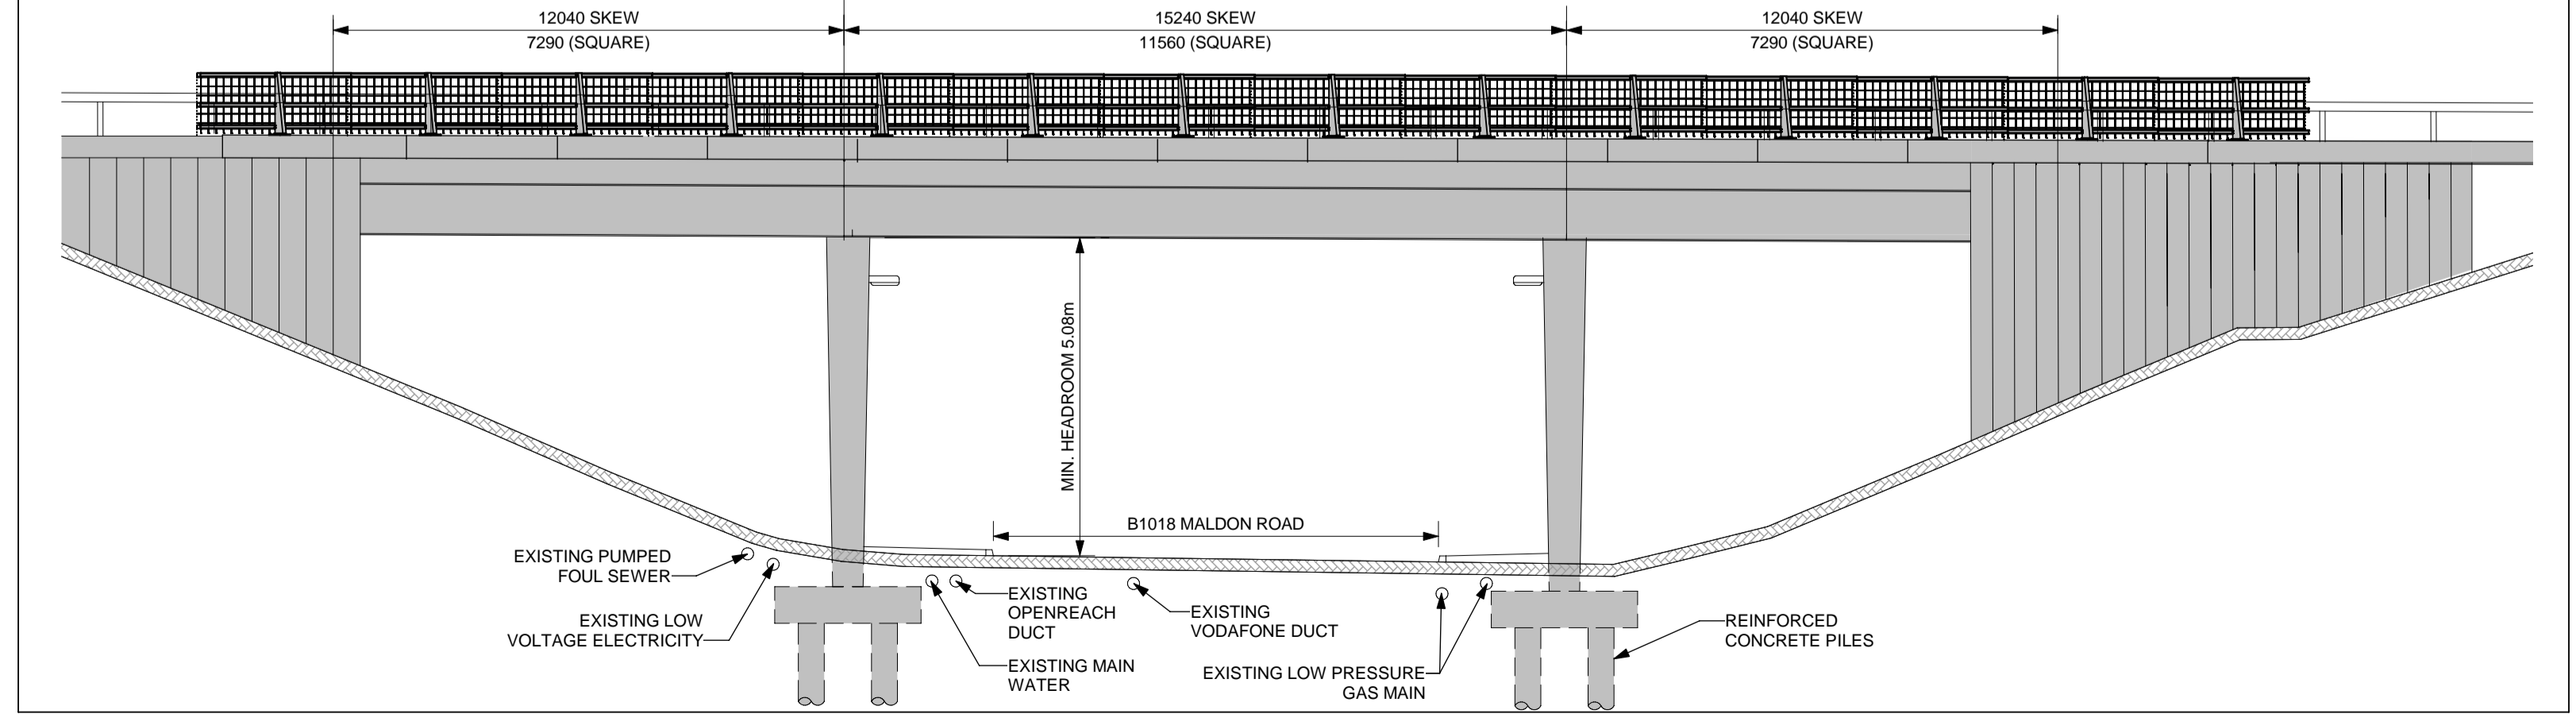 12040 SKEW
7290 (SQUARE)
15240 SKEW
11560 (SQUARE)
12040 SKEW
7290 (SQUARE)
MIN. HEADROOM 5.08m
B1018 MALDON ROAD
EXISTING PUMPED
FOUL SEWER
EXISTING LOW
VOLTAGE ELECTRICITY
EXISTING
OPENREACH
DUCT
EXISTING MAIN
WATER
EXISTING
VODAFONE DUCT
EXISTING LOW PRESSURE
GAS MAIN
REINFORCED
CONCRETE PILES